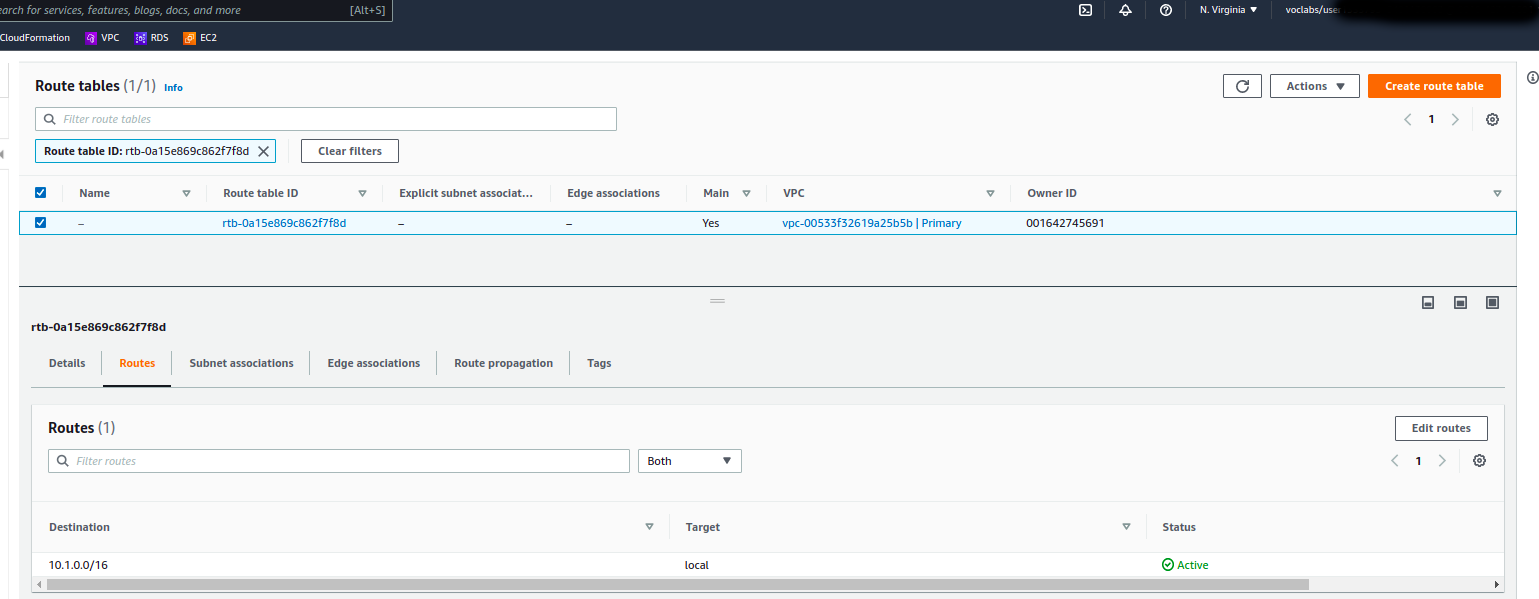 earch for services, features, blogs, docs, and more [Alt+S] N. Virginia ▼ voclabs/use
CloudFormation VPC RDS EC2
Route tables (1/1) Info
Actions ▼ Create route table
Filter route tables
1
Route table ID: rtb-0a15e869c862f7f8d Clear filters
Name Route table ID Explicit subnet associat... Edge associations Main VPC Owner ID
– rtb-0a15e869c862f7f8d – – Yes vpc-00533f32619a25b5b | Primary 001642745691
rtb-0a15e869c862f7f8d
Details Routes Subnet associations Edge associations Route propagation Tags
Routes (1) Edit routes
Filter routes Both 1
Destination Target Status
10.1.0.0/16 local Active